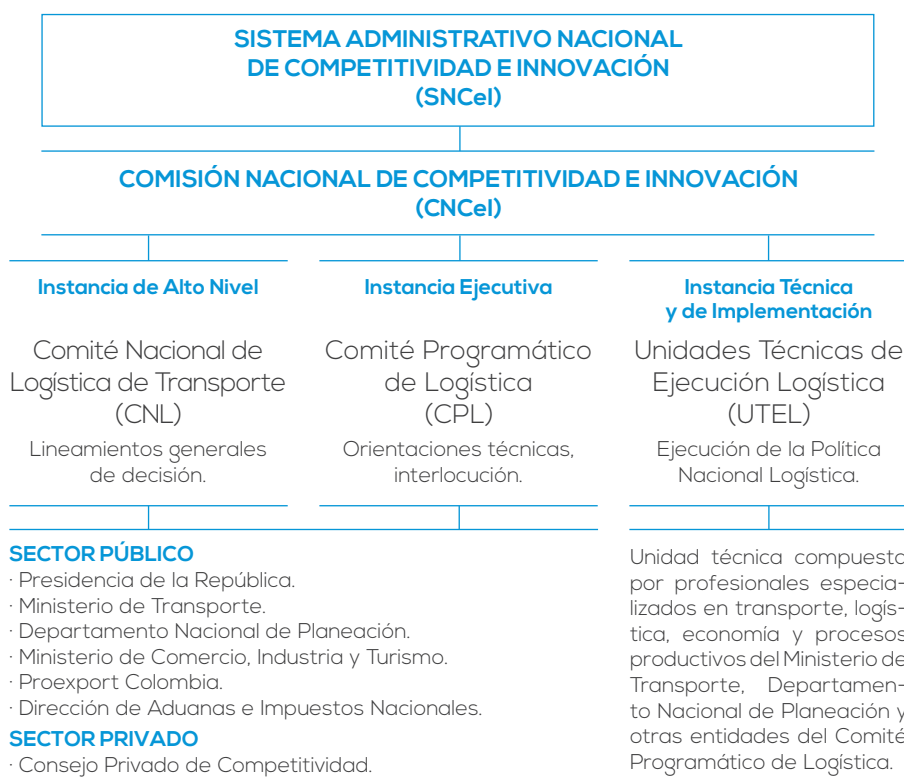 SISTEMA ADMINISTRATIVO NACIONAL
DE COMPETITIVIDAD E INNOVACIÓN
(SNCeI)
COMISIÓN NACIONAL DE COMPETITIVIDAD E INNOVACIÓN
(CNCeI)
Instancia de Alto Nivel
Comité Nacional de
Logística de Transporte
(CNL)
Lineamientos generales
de decisión.
Instancia Ejecutiva
Comité Programático
de Logística
(CPL)
Orientaciones técnicas,
interlocución.
Instancia Técnica
y de Implementación
Unidades Técnicas de
Ejecución Logística
(UTEL)
Ejecución de la Política
Nacional Logística.
SECTOR PÚBLICO
· Presidencia de la República.
· Ministerio de Transporte.
· Departamento Nacional de Planeación.
· Ministerio de Comercio, Industria y Turismo.
· Proexport Colombia.
· Dirección de Aduanas e Impuestos Nacionales.
SECTOR PRIVADO
· Consejo Privado de Competitividad.
Unidad técnica compuesta
por profesionales especia-
lizados en transporte, logís-
tica, economía y procesos
productivos del Ministerio de
Transporte, Departamen-
to Nacional de Planeación y
otras entidades del Comité
Programático de Logística.